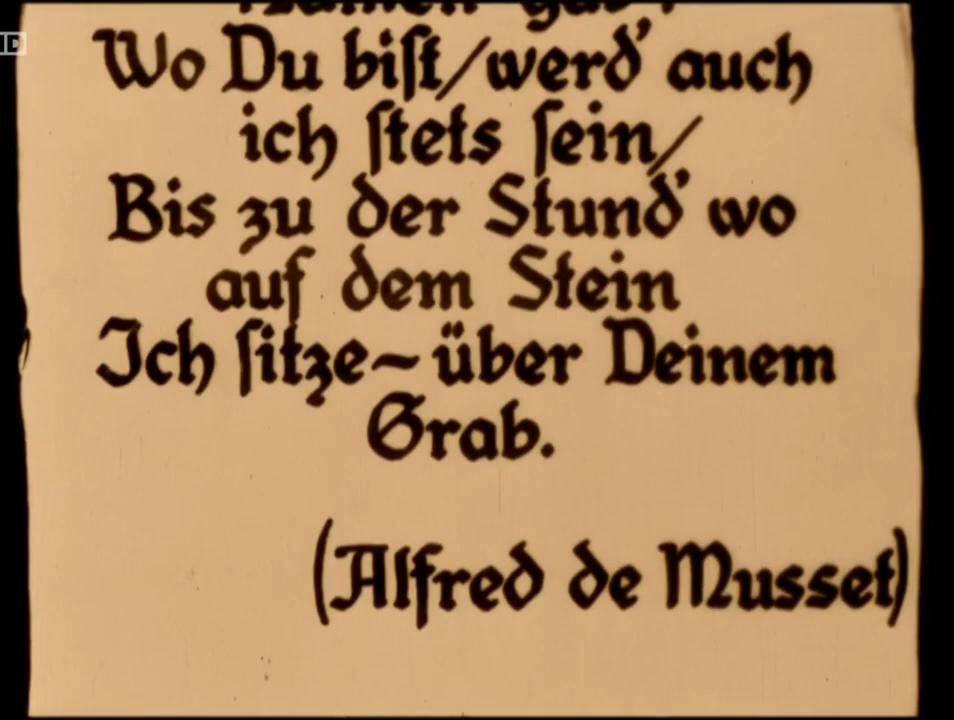 Wo Du biſt/werd' auch
ich ſtets ſein/
Bis zu der Stund' wo
auf dem Stein
Ich ſitze~über Deinem
Grab.
(Alfred de Musset)